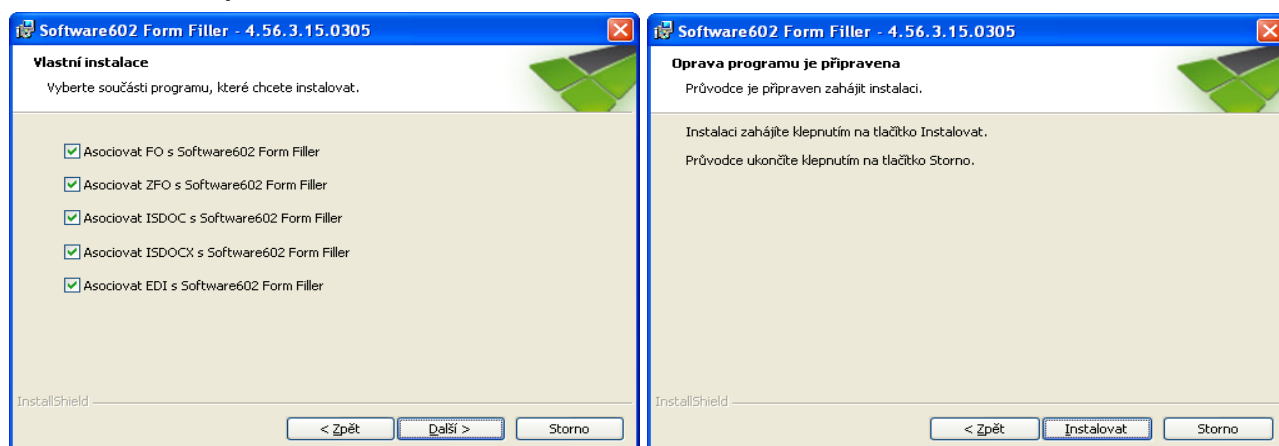 Software602 Form Filler - 4.56.3.15.0305
Vlastní instalace
Vyberte součásti programu, které chcete instalovat.
Asociovat FO s Software602 Form Filler
Asociovat ZFO s Software602 Form Filler
Asociovat ISDOC s Software602 Form Filler
Asociovat ISDOCX s Software602 Form Filler
Asociovat EDI s Software602 Form Filler
InstallShield
< Zpět
Další >
Storno
Software602 Form Filler - 4.56.3.15.0305
Oprava programu je připravena
Průvodce je připraven zahájit instalaci.
Instalaci zahájíte klepnutím na tlačítko Instalovat.
Průvodce ukončíte klepnutím na tlačítko Storno.
InstallShield
< Zpět
Instalovat
Storno